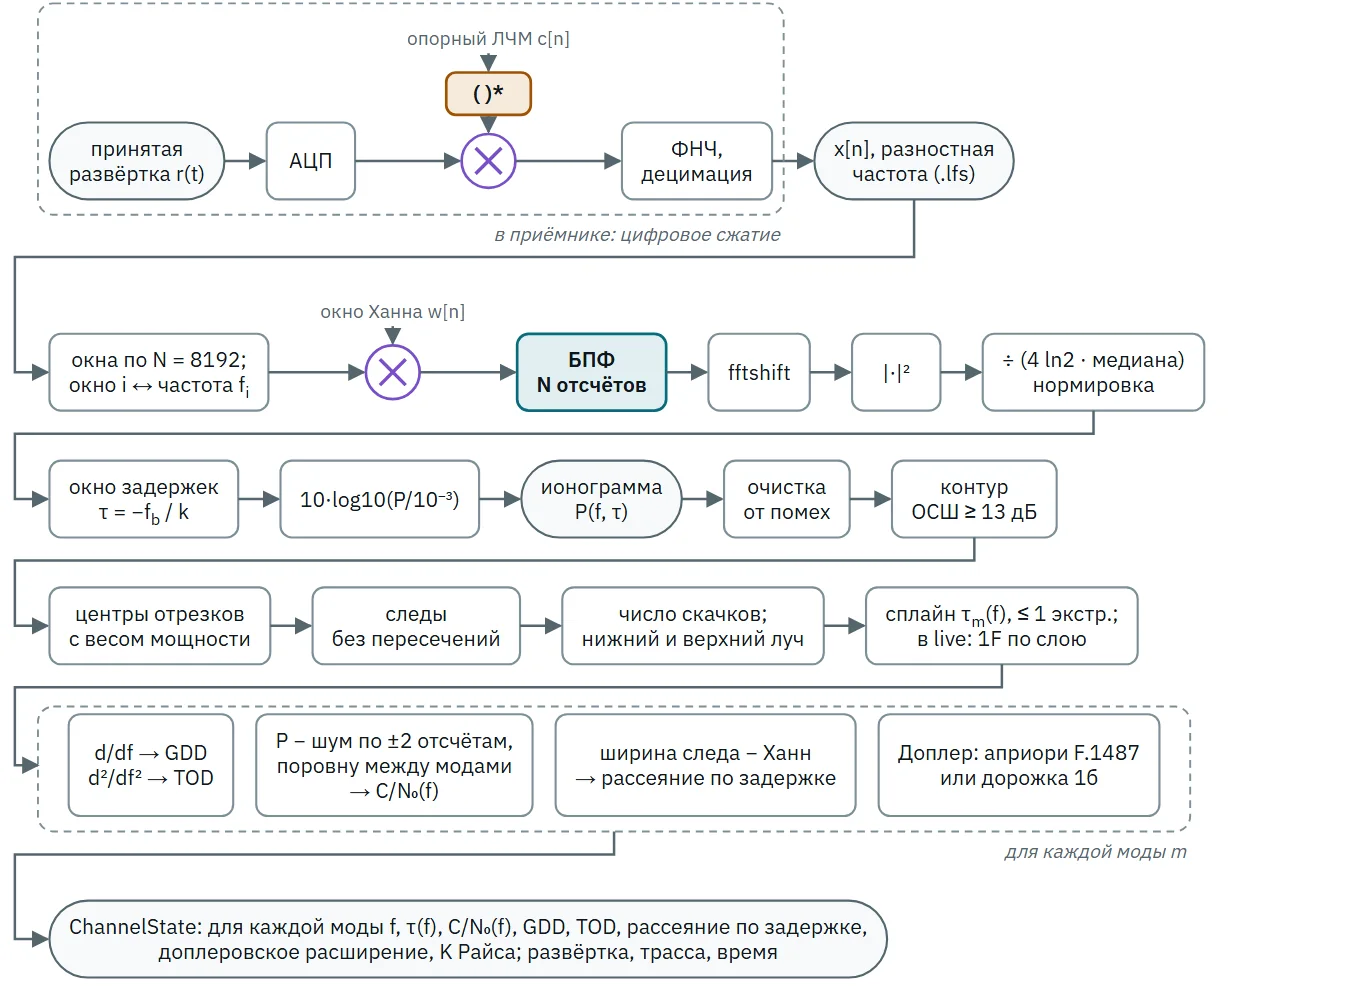 опорный ЛЧМ c[n]
( )*
принятая
развёртка r(t)
АЦП
ФНЧ,
децимация
x[n], разностная
частота (.lfs)
в приёмнике: цифровое сжатие
окно Ханна w[n]
окна по N = 8192;
окно i ↔ частота fᵢ
БПФ
N отсчётов
fftshift
|·|²
÷ (4 ln2 · медиана)
нормировка
окно задержек
τ = −f_b / k
10·log10(P/10⁻³)
ионограмма
P(f, τ)
очистка
от помех
контур
ОСШ ≥ 13 дБ
центры отрезков
с весом мощности
следы
без пересечений
число скачков;
нижний и верхний луч
сплайн τₘ(f), ≤ 1 экстр.;
в live: 1F по слою
d/df → GDD
d²/df² → TOD
P − шум по ±2 отсчётам,
поровну между модами
→ C/N₀(f)
ширина следа − Ханн
→ рассеяние по задержке
Доплер: априори F.1487
или дорожка 1б
для каждой моды m
ChannelState: для каждой моды f, τ(f), C/N₀(f), GDD, TOD, рассеяние по задержке,
доплеровское расширение, K Райса; развёртка, трасса, время